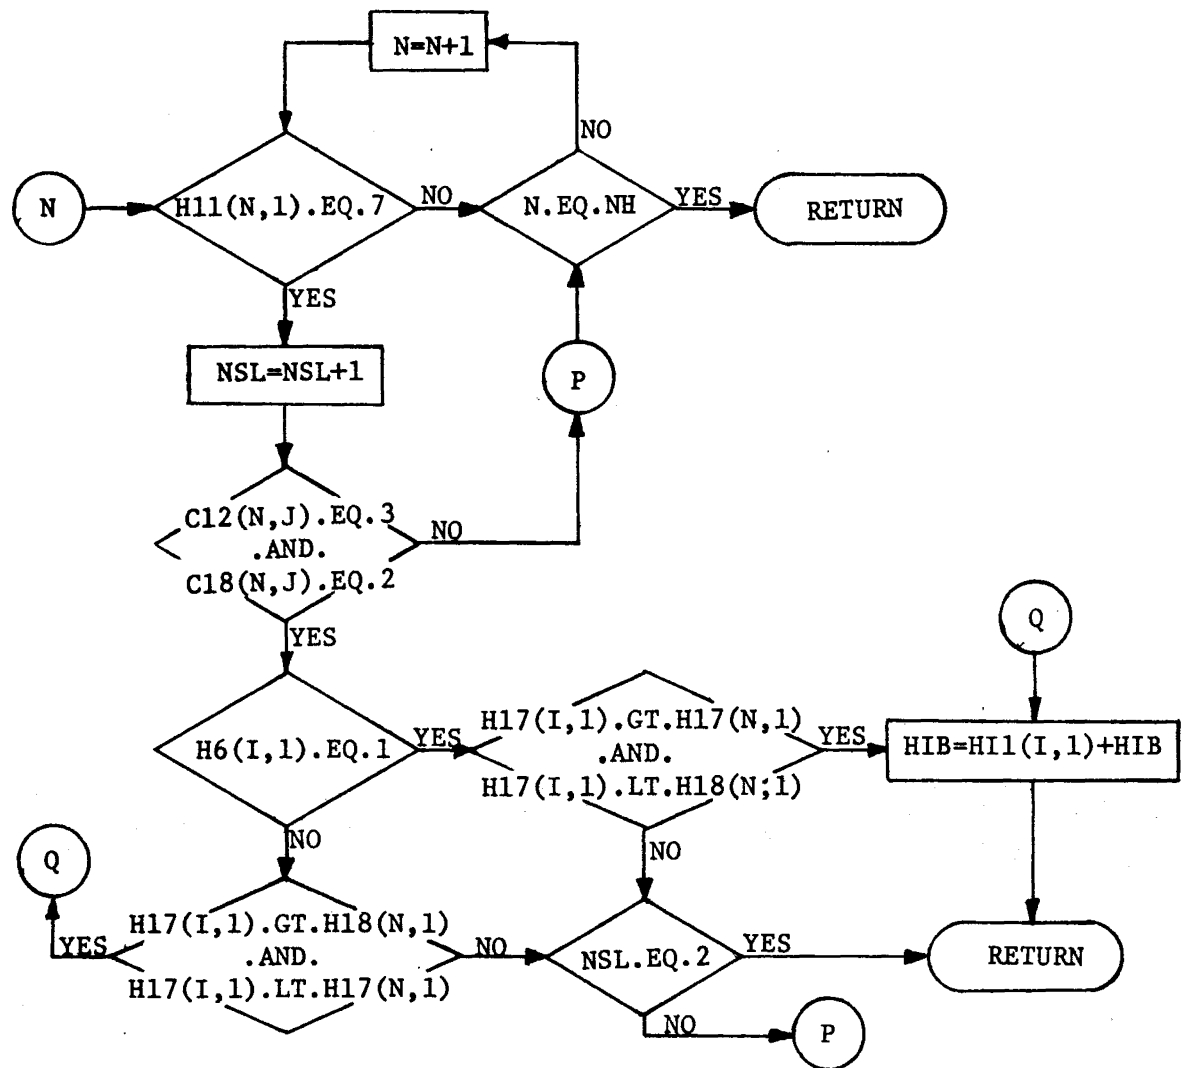 N=N+1
NO
N
H11(N,1).EQ.7
NO
N.EQ.NH
YES
RETURN
YES
NSL=NSL+1
P
C12(N,J).EQ.3
.AND.
C18(N,J).EQ.2
NO
YES
Q
H6(I,1).EQ.1
YES
H17(I,1).GT.H17(N,1)
.AND.
H17(I,1).LT.H18(N;1)
YES
HIB=HI1(I,1)+HIB
NO
NO
Q
YES
H17(I,1).GT.H18(N,1)
.AND.
H17(I,1).LT.H17(N,1)
NO
NSL.EQ.2
YES
RETURN
NO
P